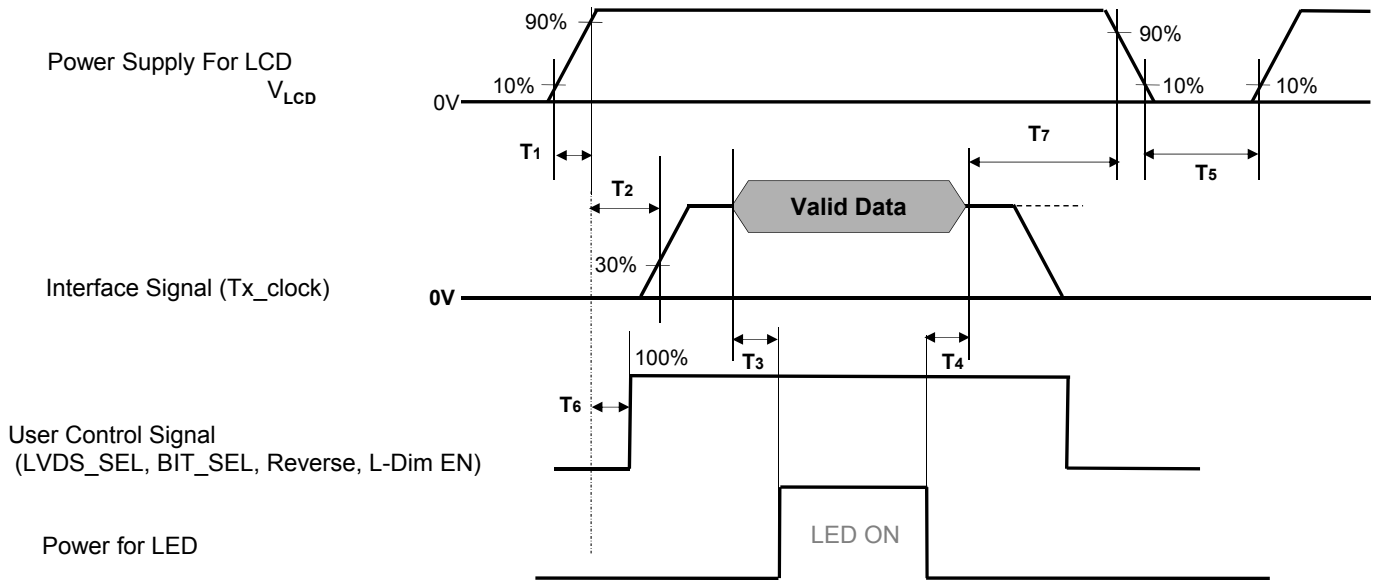 90%
90%
Power Supply For LCD
VLCD
10%
10%
10%
0V
T1
T7
T5
T2
Valid Data
30%
Interface Signal (Tx_clock)
0V
100%
T3
T4
T6
User Control Signal
(LVDS_SEL, BIT_SEL, Reverse, L-Dim EN)
LED ON
Power for LED